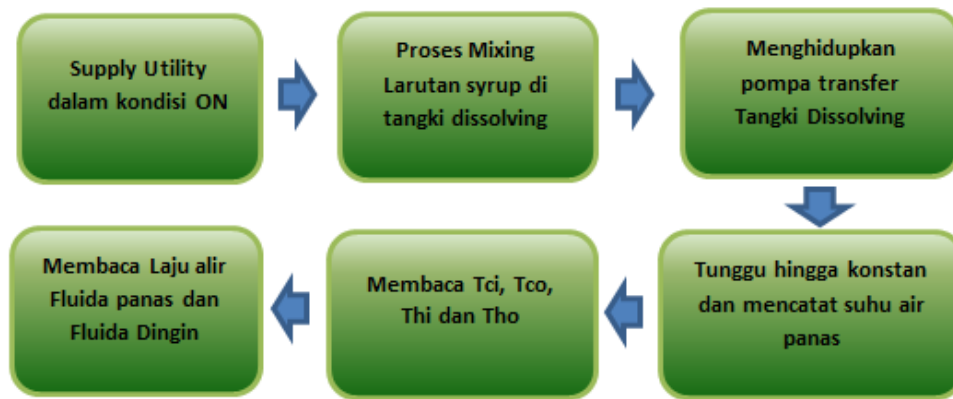 Supply Utility
dalam kondisi ON
Proses Mixing
Larutan syrup di
tangki dissolving
Menghidupkan
pompa transfer
Tangki Dissolving
Tunggu hingga konstan
dan mencatat suhu air
panas
Membaca Tci, Tco,
Thi dan Tho
Membaca Laju alir
Fluida panas dan
Fluida Dingin